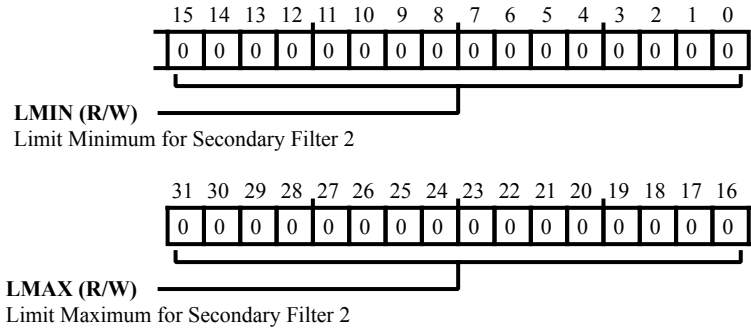 15 14 13 12 11 10 9 8 7 6 5 4 3 2 1 0
0 0 0 0 0 0 0 0 0 0 0 0 0 0 0 0
LMIN (R/W)
Limit Minimum for Secondary Filter 2
31 30 29 28 27 26 25 24 23 22 21 20 19 18 17 16
0 0 0 0 0 0 0 0 0 0 0 0 0 0 0 0
LMAX (R/W)
Limit Maximum for Secondary Filter 2